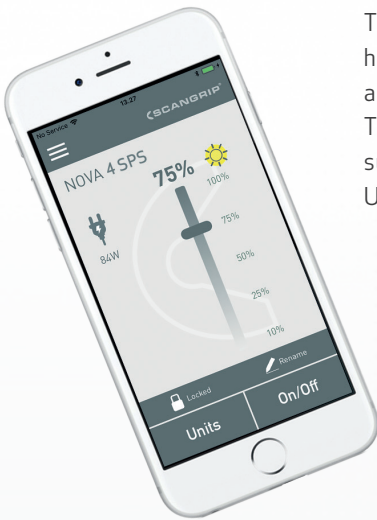 No Service
13.27
SCANGRIP
NOVA 4 SPS
75%
100%
84W
75%
50%
25%
10%
Locked
Rename
Units
On/Off
T
h
a
T
s
U